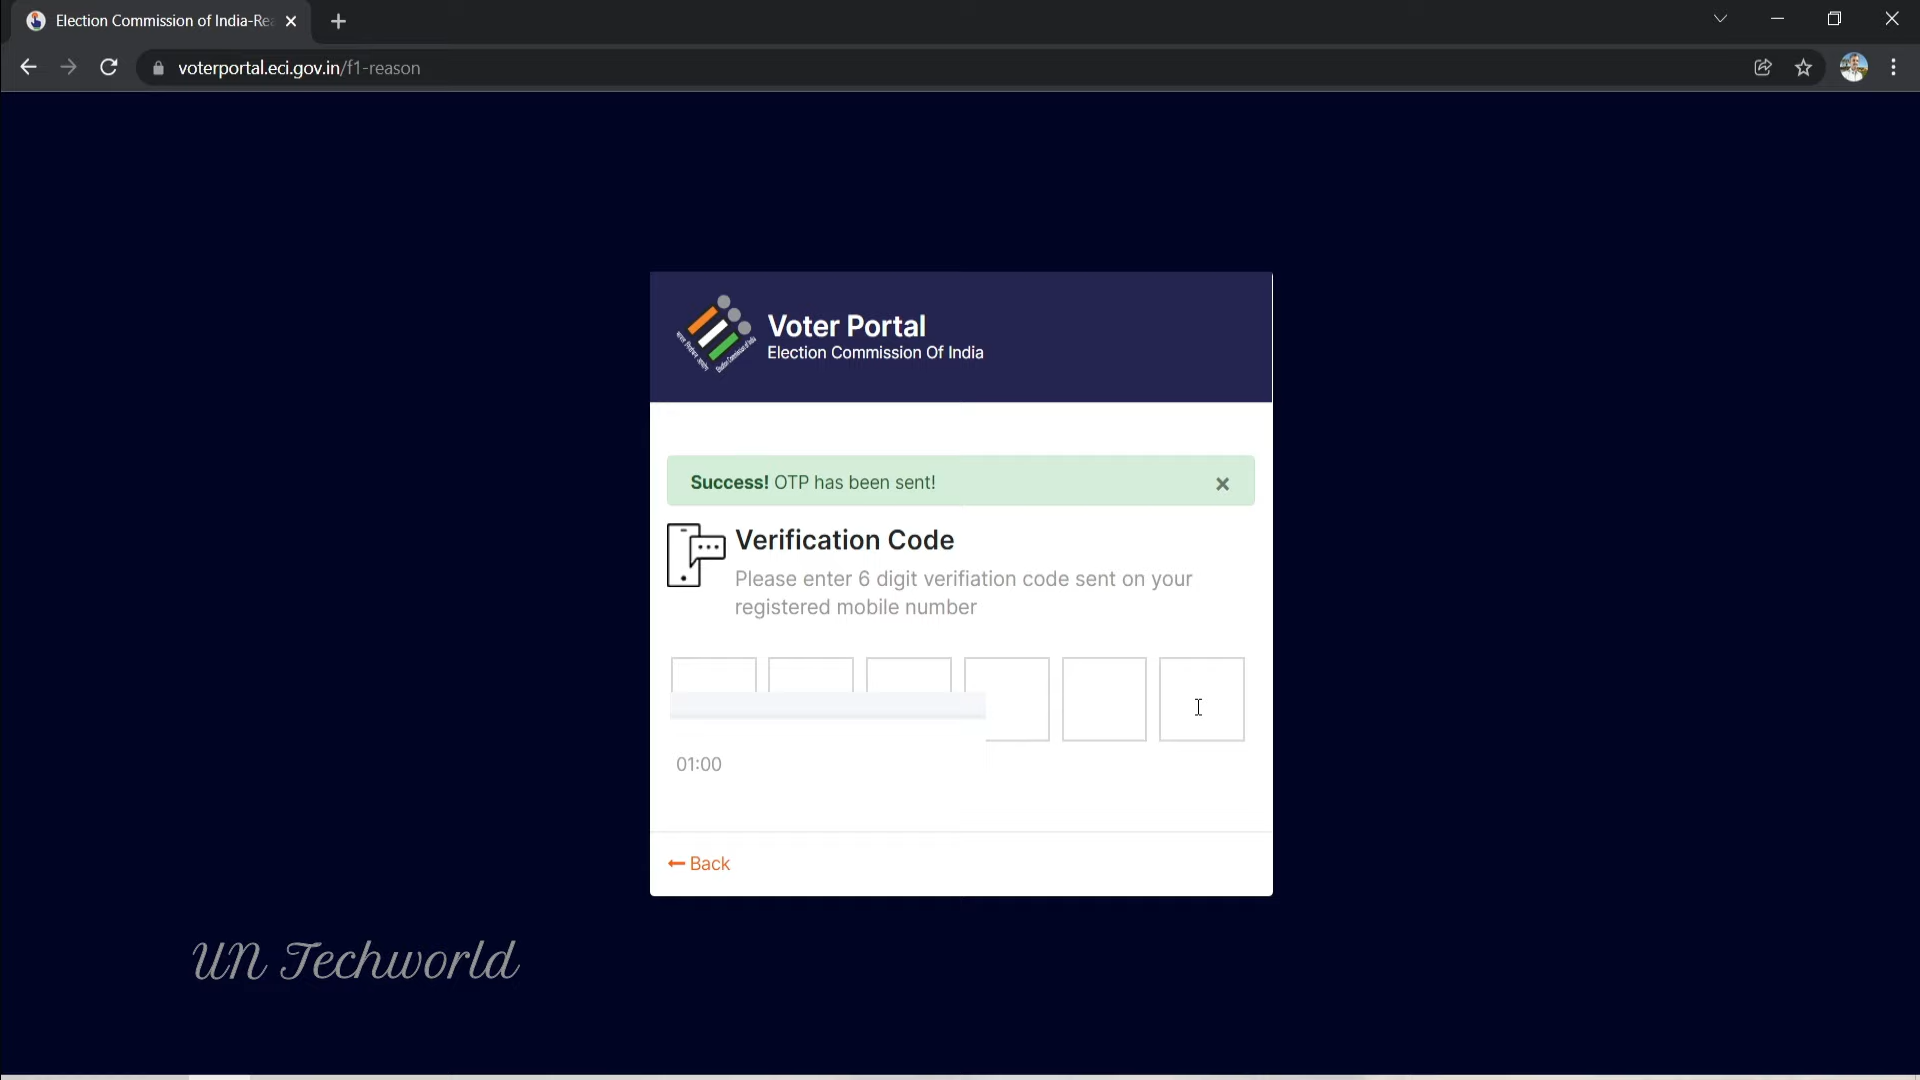 Election Commission of India-Rea
voterportal.eci.gov.in/f1-reason
Voter Portal
Election Commission Of India
Success! OTP has been sent!
Verification Code
Please enter 6 digit verifiation code sent on your
registered mobile number
01:00
Back
UN Techworld